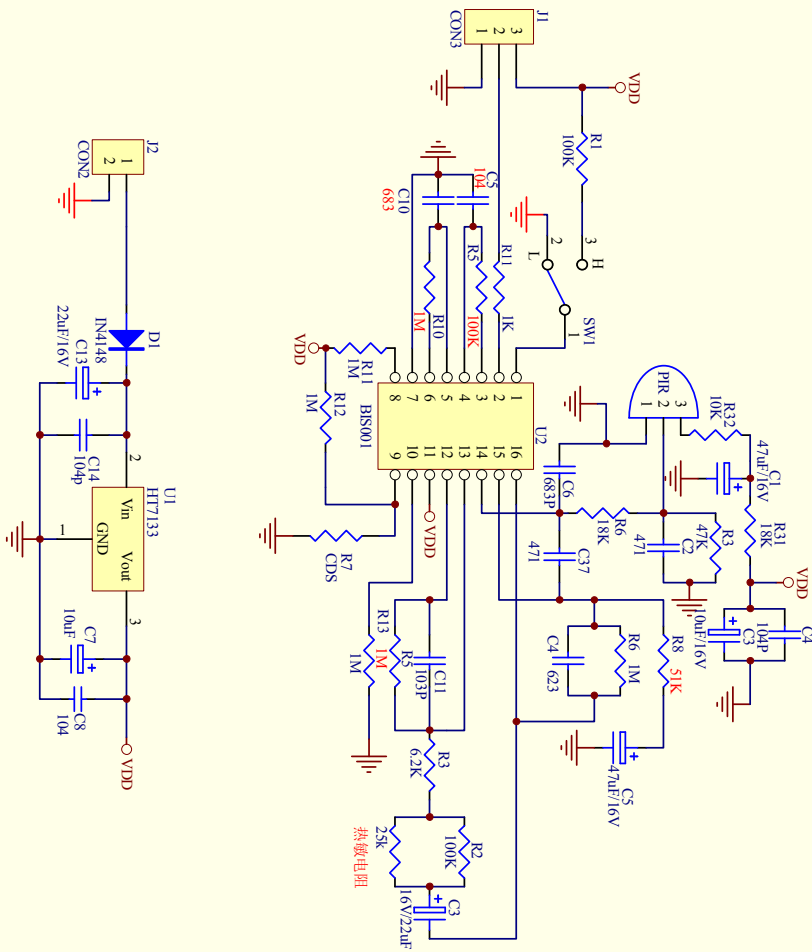 J1
CON3
1
2
3
VDD
R1
100K
3
H
2
L
SW1
1
C5
104
C10
683
R11
1K
R5
100K
R10
1M
VDD
R11
1M
R12
1M
U2
BIS001
1
2
3
4
5
6
7
8
16
15
14
13
12
11
10
9
PIR
1
2
3
R32
10K
C1
47uF/16V
R31
18K
VDD
C6
683P
R6
18K
C2
471
R3
47K
C37
471
C3
10uF/16V
C4
104P
VDD
R7
CDS
R13
1M
R5
1M
C11
103P
C4
623
R6
1M
R8
51K
C5
47uF/16V
R3
6.2K
R2
100K
25k
热敏电阻
C3
16V/22uF
J2
CON2
1
2
D1
IN4148
C13
22uF/16V
C14
104p
U1
HT7133
2
Vin
1
GND
Vout
3
C7
10uF
C8
104
VDD